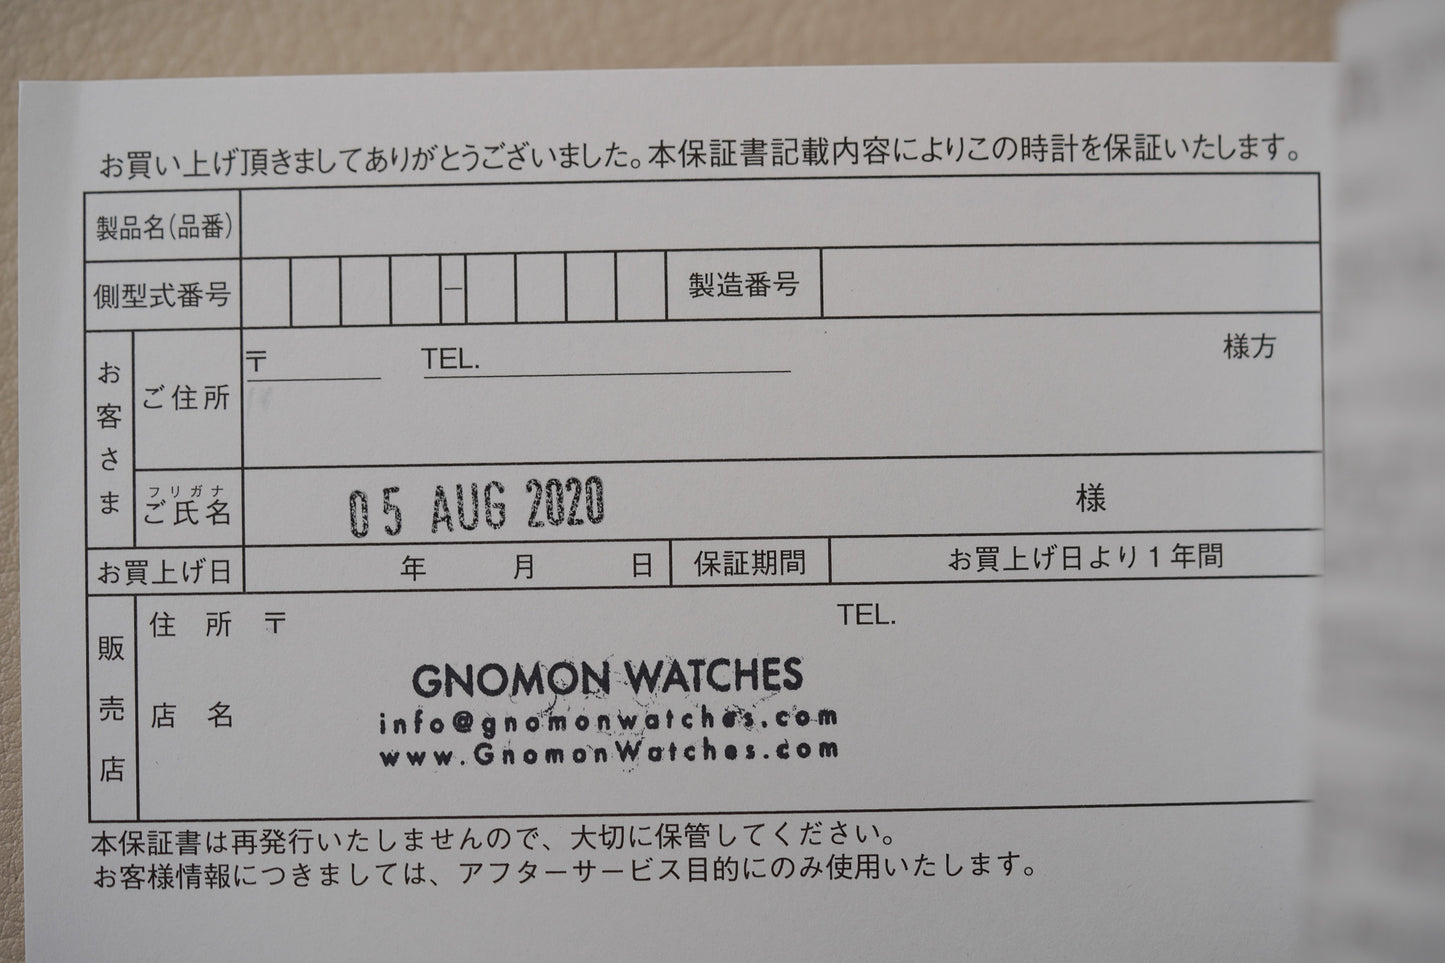 お買い上げ頂きましてありがとうございました。本保証書記載内容によりこの時計を保証いたします。
製品名(品番)
側型式番号 － 製造番号
お客さま
ご住所 〒 TEL. 様方
フリガナ
ご氏名 05 AUG 2020 様
お買上げ日 年 月 日 保証期間 お買上げ日より1年間
販売店
住 所 〒 TEL.
GNOMON WATCHES
店 名 info@gnomonwatches.com
www.GnomonWatches.com
本保証書は再発行いたしませんので、大切に保管してください。
お客様情報につきましては、アフターサービス目的にのみ使用いたします。